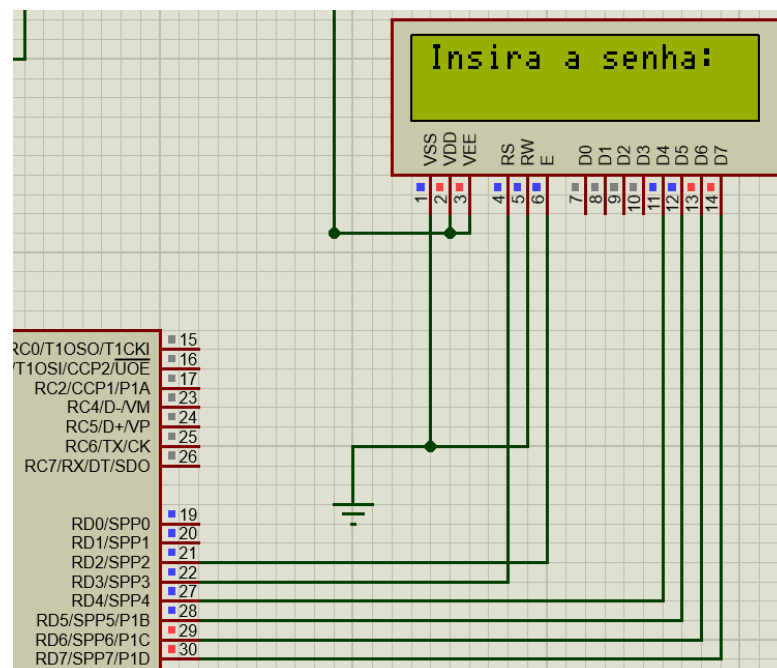 Insira a senha:
VSS
VDD
VEE
RS
RW
E
D0
D1
D2
D3
D4
D5
D6
D7
1
2
3
4
5
6
7
8
9
10
11
12
13
14
RC0/T1OSO/T1CKI 15
/T1OSI/CCP2/UOE 16
RC2/CCP1/P1A 17
RC4/D-/VM 23
RC5/D+/VP 24
RC6/TX/CK 25
RC7/RX/DT/SDO 26
RD0/SPP0 19
RD1/SPP1 20
RD2/SPP2 21
RD3/SPP3 22
RD4/SPP4 27
RD5/SPP5/P1B 28
RD6/SPP6/P1C 29
RD7/SPP7/P1D 30